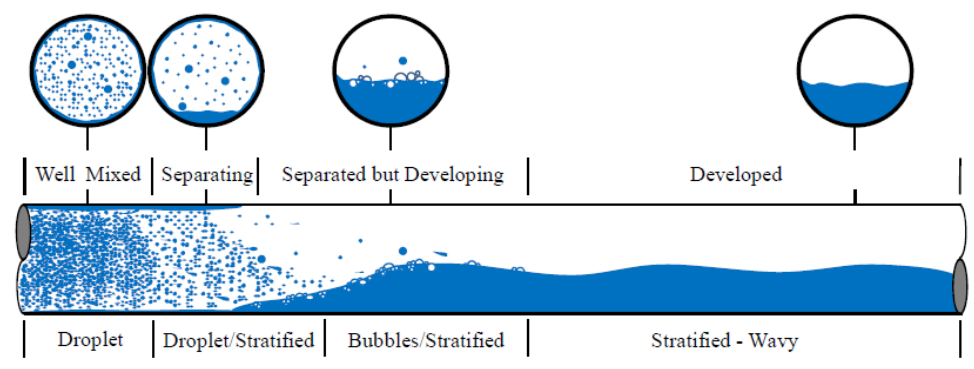 Well Mixed
Separating
Separated but Developing
Developed
Droplet
Droplet/Stratified
Bubbles/Stratified
Stratified - Wavy